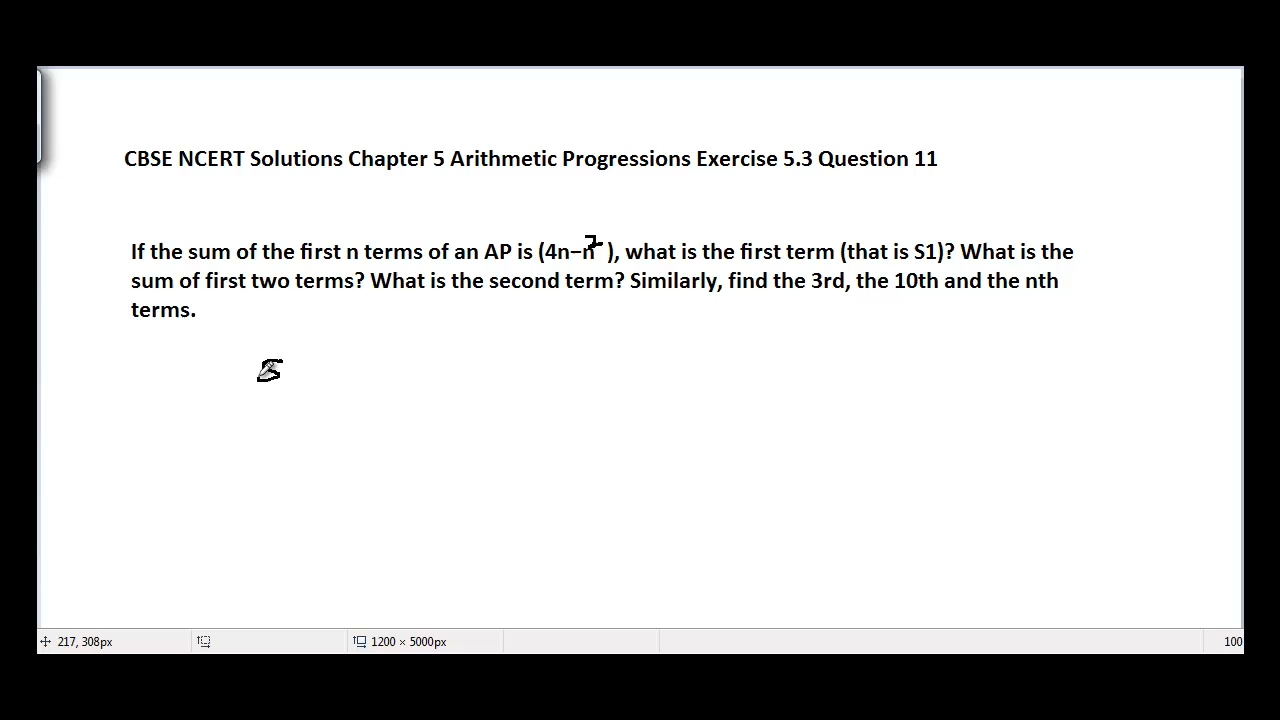 CBSE NCERT Solutions Chapter 5 Arithmetic Progressions Exercise 5.3 Question 11
If the sum of the first n terms of an AP is (4n−n² ), what is the first term (that is S1)? What is the
sum of first two terms? What is the second term? Similarly, find the 3rd, the 10th and the nth
terms.
S
217, 308px
1200 × 5000px
100